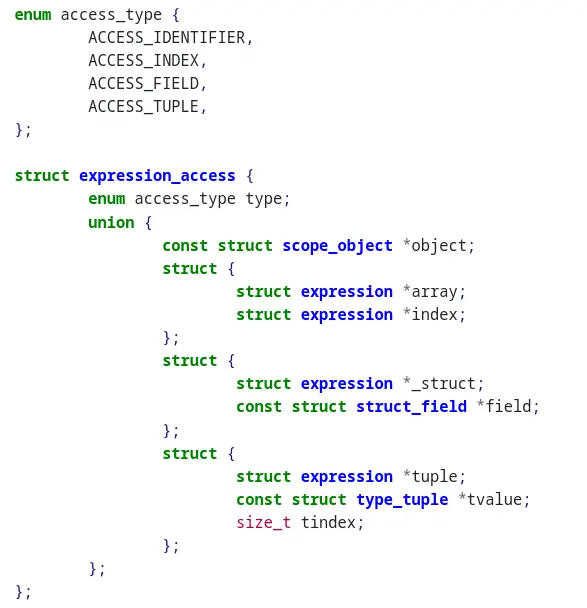 enum access_type {
        ACCESS_IDENTIFIER,
        ACCESS_INDEX,
        ACCESS_FIELD,
        ACCESS_TUPLE,
};

struct expression_access {
        enum access_type type;
        union {
                const struct scope_object *object;
                struct {
                        struct expression *array;
                        struct expression *index;
                };
                struct {
                        struct expression *_struct;
                        const struct struct_field *field;
                };
                struct {
                        struct expression *tuple;
                        const struct type_tuple *tvalue;
                        size_t tindex;
                };
        };
};